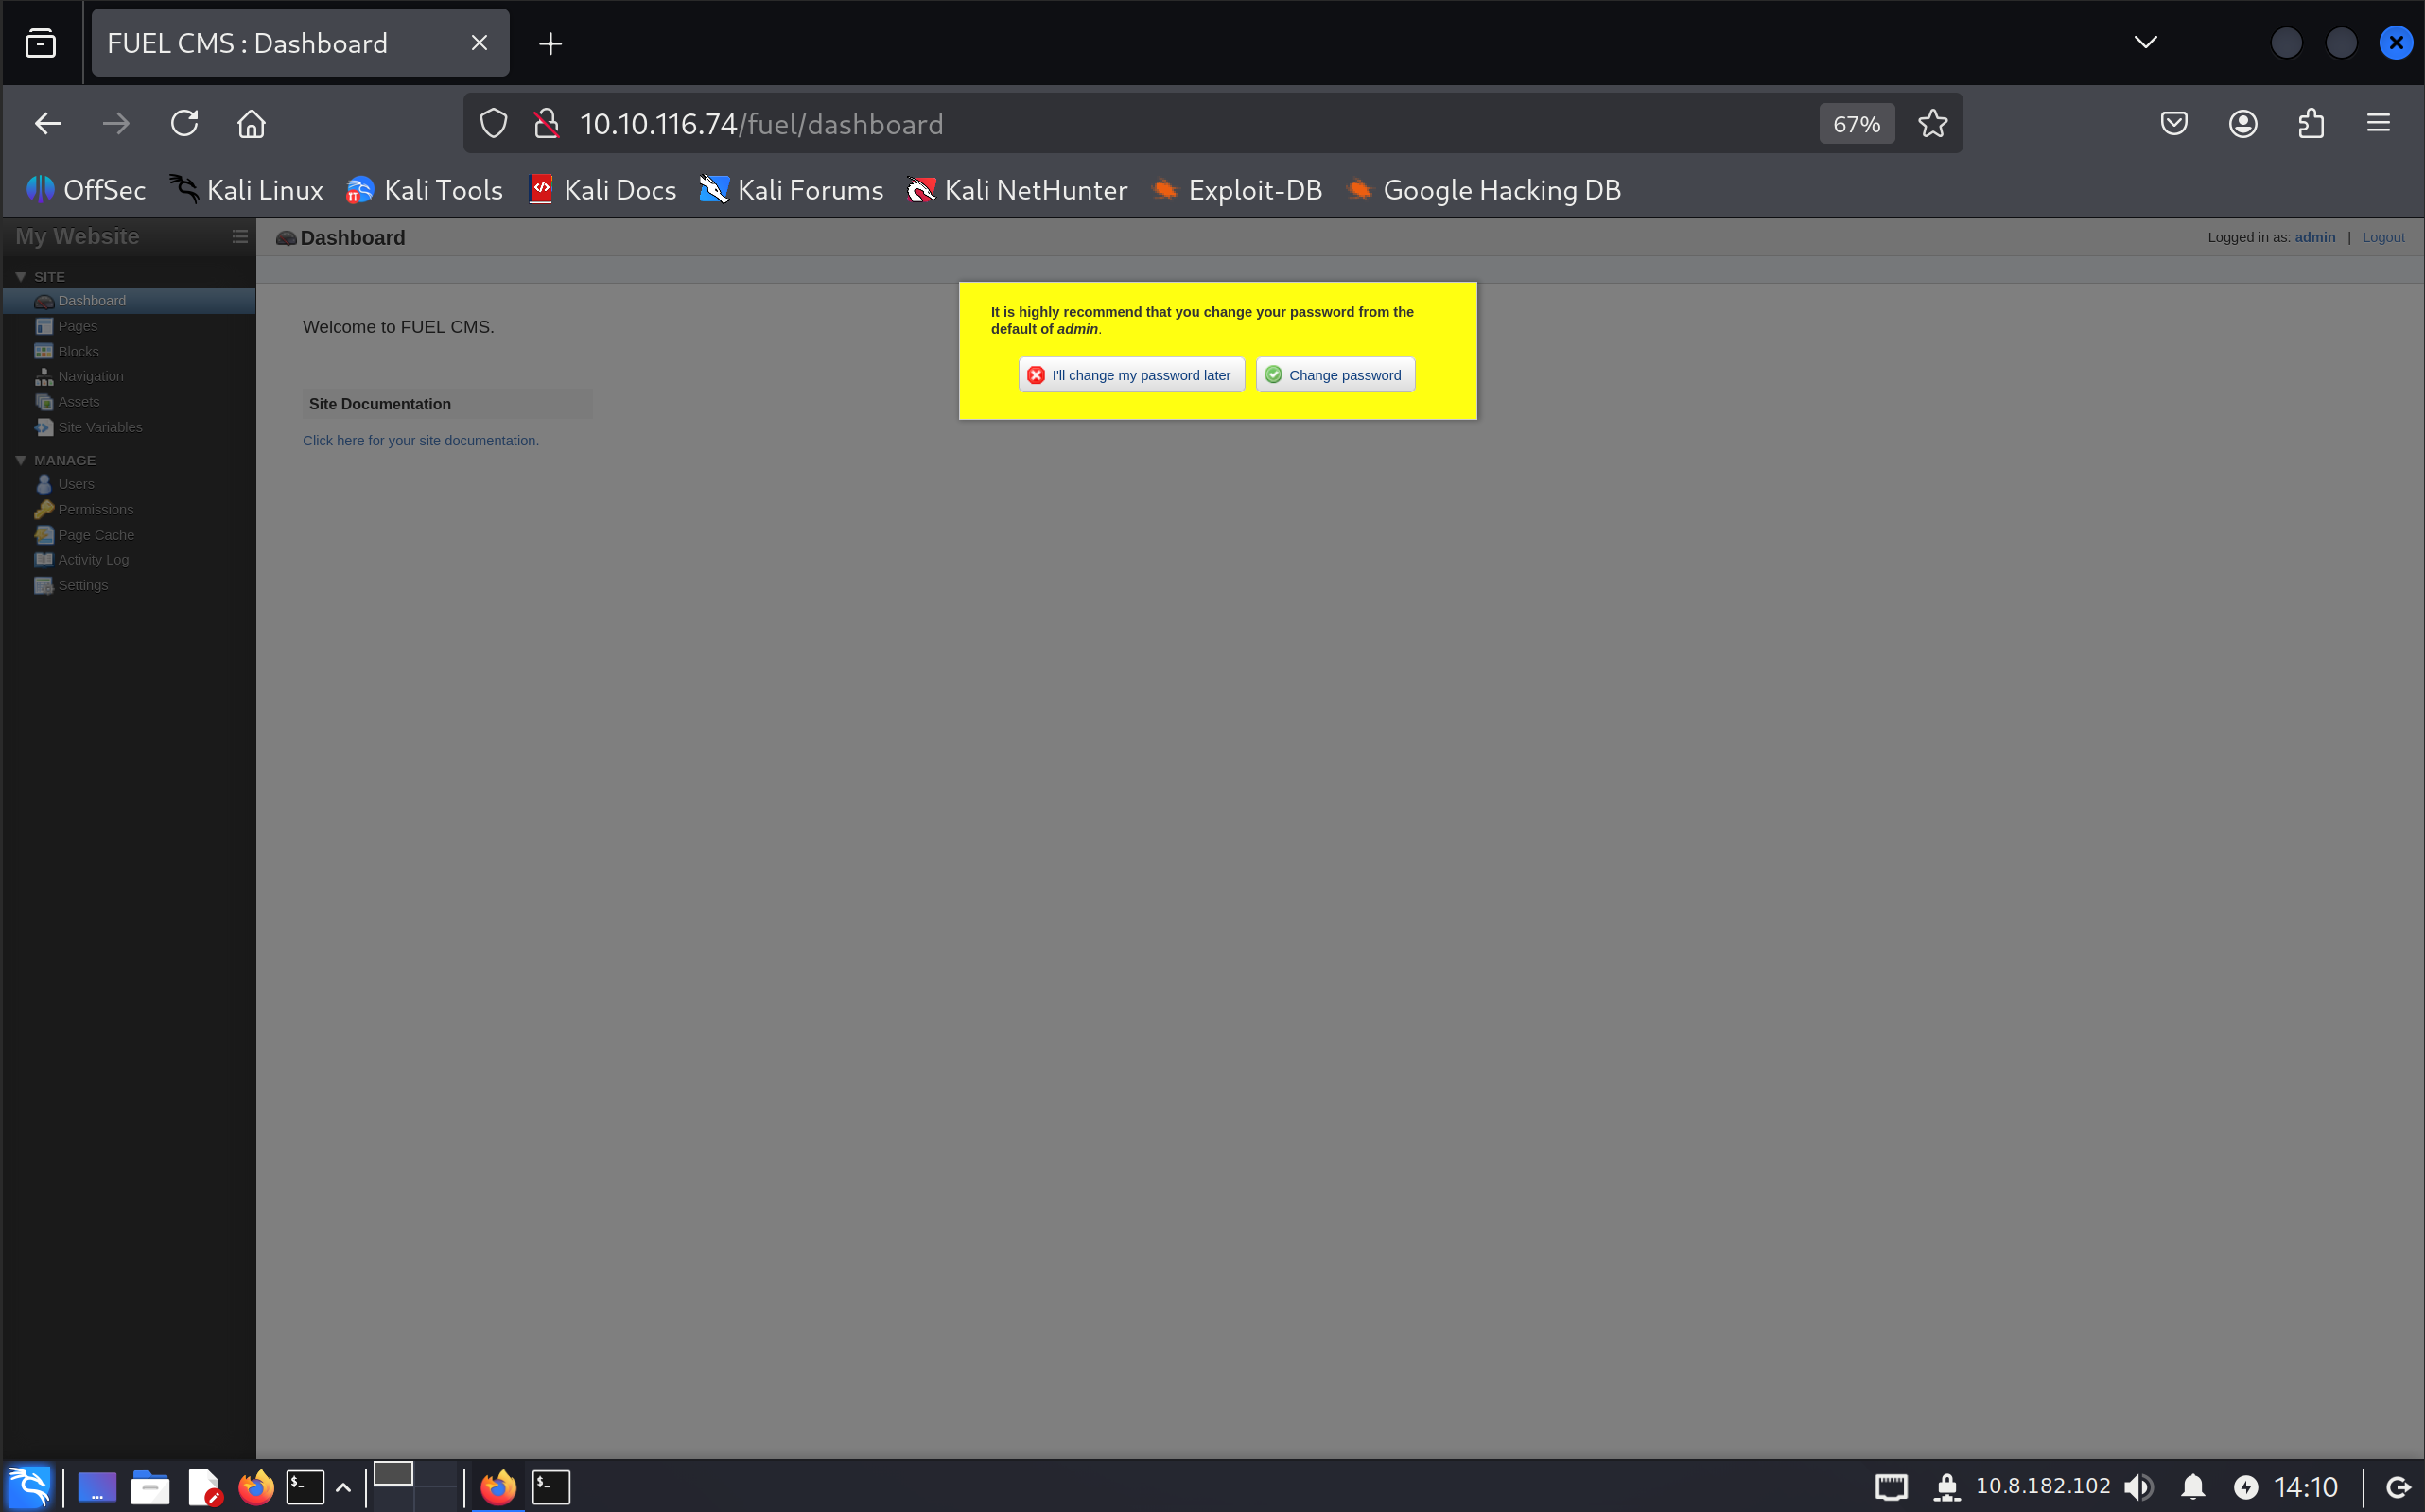 FUEL CMS : Dashboard
10.10.116.74/fuel/dashboard
67%
OffSec
Kali Linux
Kali Tools
Kali Docs
Kali Forums
Kali NetHunter
Exploit-DB
Google Hacking DB
My Website
Dashboard
Logged in as: admin | Logout
SITE
Dashboard
Pages
Blocks
Navigation
Assets
Site Variables
MANAGE
Users
Permissions
Page Cache
Activity Log
Settings
Welcome to FUEL CMS.
Site Documentation
Click here for your site documentation.
It is highly recommend that you change your password from the
default of admin.
I'll change my password later
Change password
10.8.182.102
14:10